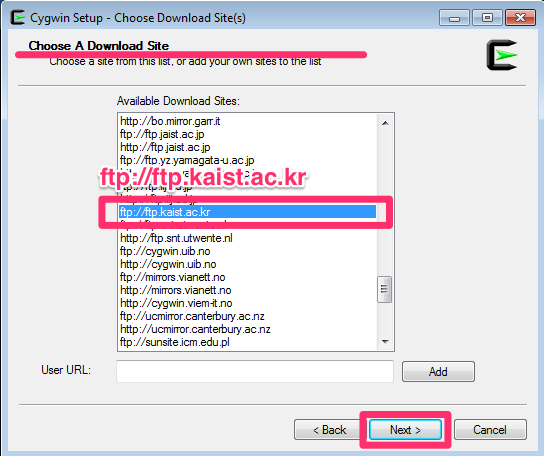 Cygwin Setup - Choose Download Site(s)
Choose A Download Site
Choose a site from this list, or add your own sites to the list
Available Download Sites:
http://bo.mirror.garr.it
ftp://ftp.jaist.ac.jp
http://ftp.jaist.ac.jp
ftp://ftp.yz.yamagata-u.ac.jp
ftp://ftp.kaist.ac.kr
ftp://ftp.kaist.ac.kr
http://ftp.snt.utwente.nl
ftp://cygwin.uib.no
http://cygwin.uib.no
ftp://mirrors.vianett.no
http://mirrors.vianett.no
http://cygwin.viem-it.no
ftp://ucmirror.canterbury.ac.nz
http://ucmirror.canterbury.ac.nz
ftp://sunsite.icm.edu.pl
User URL:
Add
< Back
Next >
Cancel